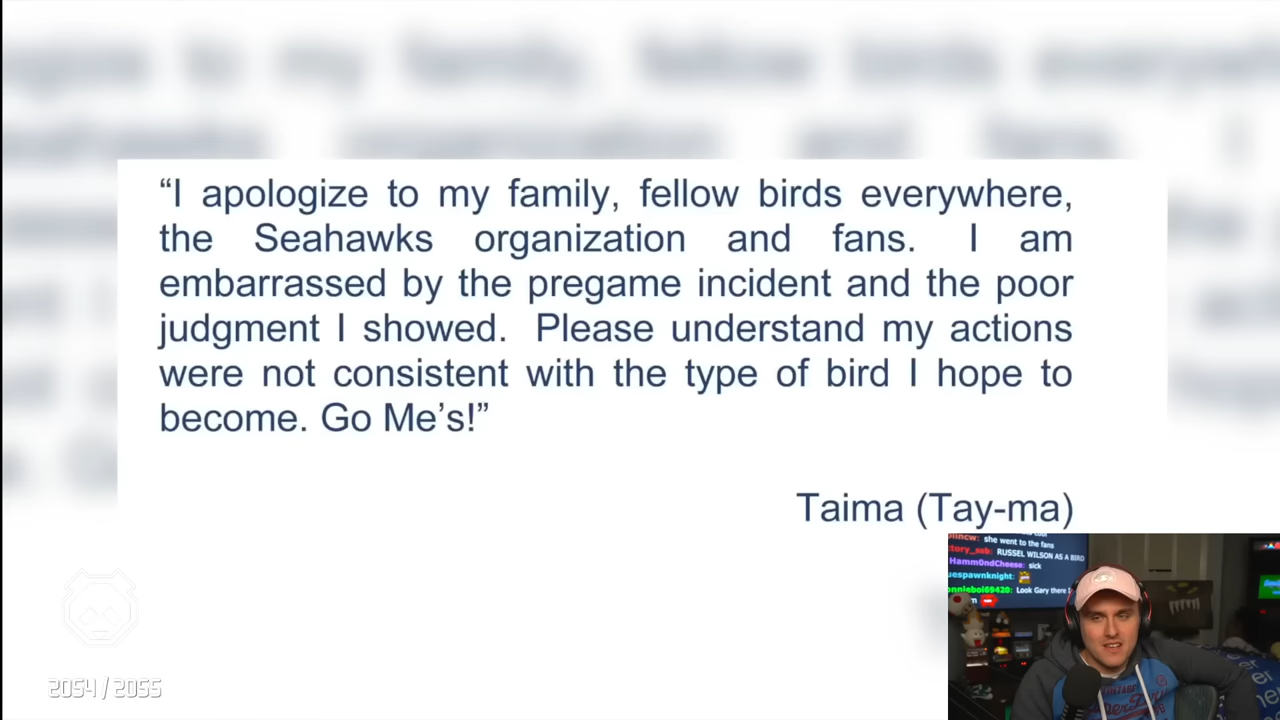 “I apologize to my family, fellow birds everywhere,
the Seahawks organization and fans. I am
embarrassed by the pregame incident and the poor
judgment I showed. Please understand my actions
were not consistent with the type of bird I hope to
become. Go Me’s!”
Taima (Tay-ma)
she went to the fans
RUSSEL WILSON AS A BIRD
Hamm0ndCheese: sick
uespawnknight:
onnieboi69420: Look Gary there
2054 / 2055